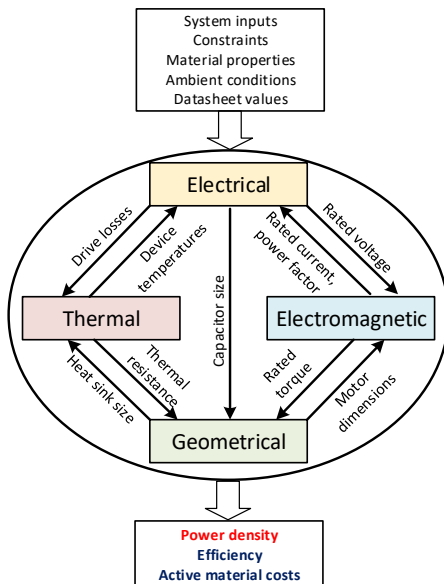 System inputs
Constraints
Material properties
Ambient conditions
Datasheet values
Electrical
Drive losses
Device
temperatures
Capacitor size
Rated current,
power factor
Rated voltage
Thermal
Electromagnetic
Heat sink size
Thermal
resistance
Rated
torque
Motor
dimensions
Geometrical
Power density
Efficiency
Active material costs